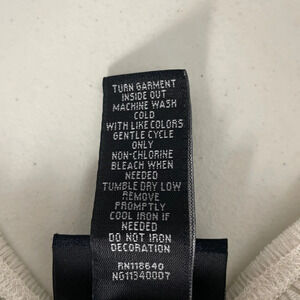 TURN GARMENT
INSIDE OUT
MACHINE WASH
COLD
WITH LIKE COLORS
GENTLE CYCLE
ONLY
NON-CHLORINE
BLEACH WHEN
NEEDED
TUMBLE DRY LOW
REMOVE
PROMPTLY
COOL IRON IF
NEEDED
DO NOT IRON
DECORATION
RN118640
NG11340007